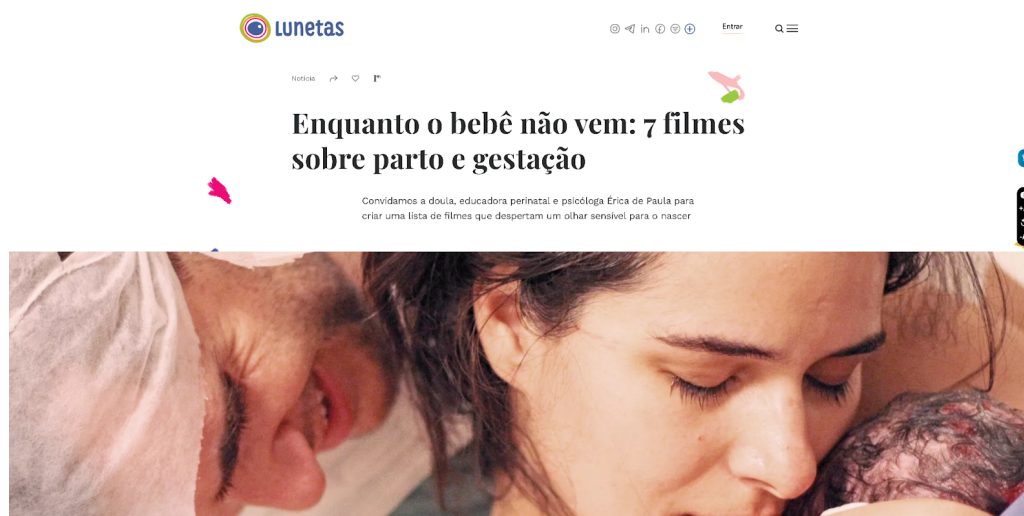 Lunetas
Entrar
Notícia
Enquanto o bebê não vem: 7 filmes
sobre parto e gestação
Convidamos a doula, educadora perinatal e psicóloga Érica de Paula para
criar uma lista de filmes que despertam um olhar sensível para o nascer